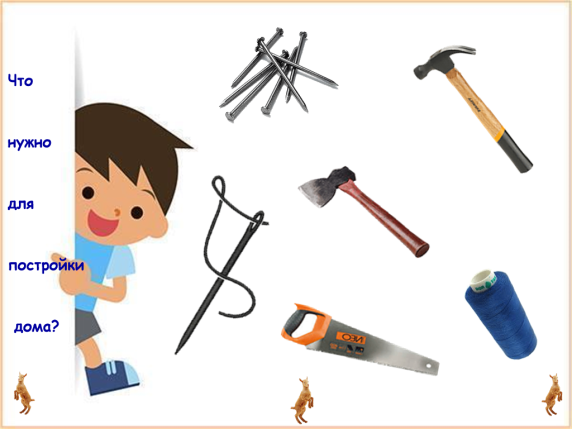 Что
нужно
для
постройки
дома?